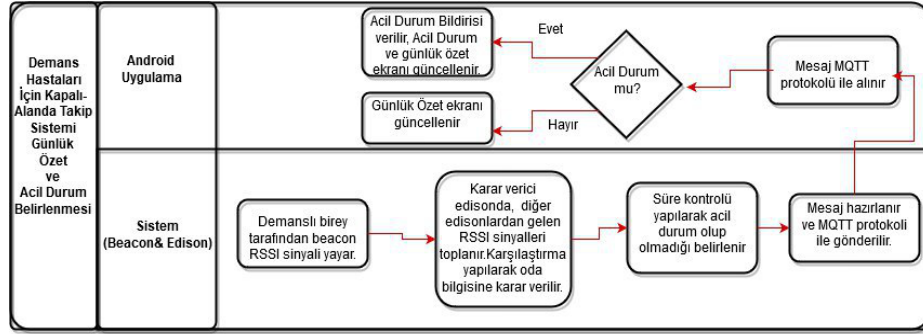 Demans
Hastaları
İçin Kapalı-
Alanda Takip
Sistemi
Günlük
Özet
ve
Acil Durum
Belirlenmesi
Android
Uygulama
Acil Durum Bildirisi
verilir, Acil Durum
ve günlük özet
ekranı güncellenir.
Evet
Acil Durum
mu?
Mesaj MQTT
protokolü ile alınır
Günlük Özet ekranı
güncellenir
Hayır
Sistem
(Beacon& Edison)
Demanslı birey
tarafından beacon
RSSI sinyali yayar.
Karar verici
edisonda, diğer
edisonlardan gelen
RSSI sinyalleri
toplanır.Karşılaştırma
yapılarak oda
bilgisine karar verilir.
Süre kontrolü
yapılarak acil
durum olup
olmadığı belirlenir
Mesaj hazırlanır
ve MQTT protokoli
ile gönderilir.